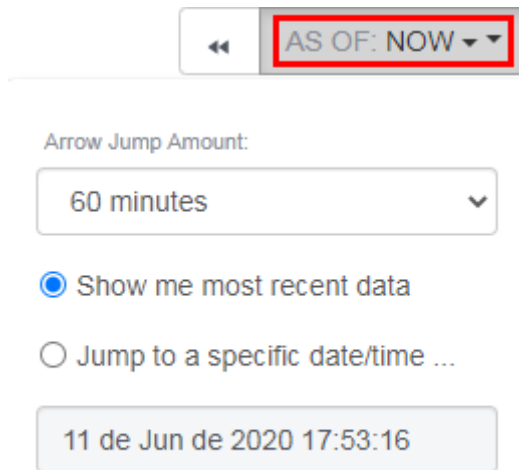 AS OF: NOW
Arrow Jump Amount:
60 minutes
Show me most recent data
Jump to a specific date/time ...
11 de Jun de 2020 17:53:16